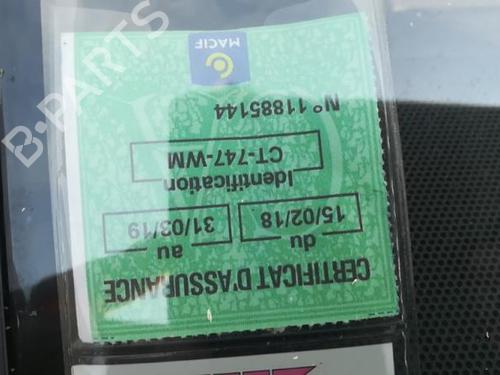 CERTIFICAT D'ASSURANCE
du au
15/02/18 31/03/19
Identification
CT-747-WM
N°11885144
MACIF
B-PARTS